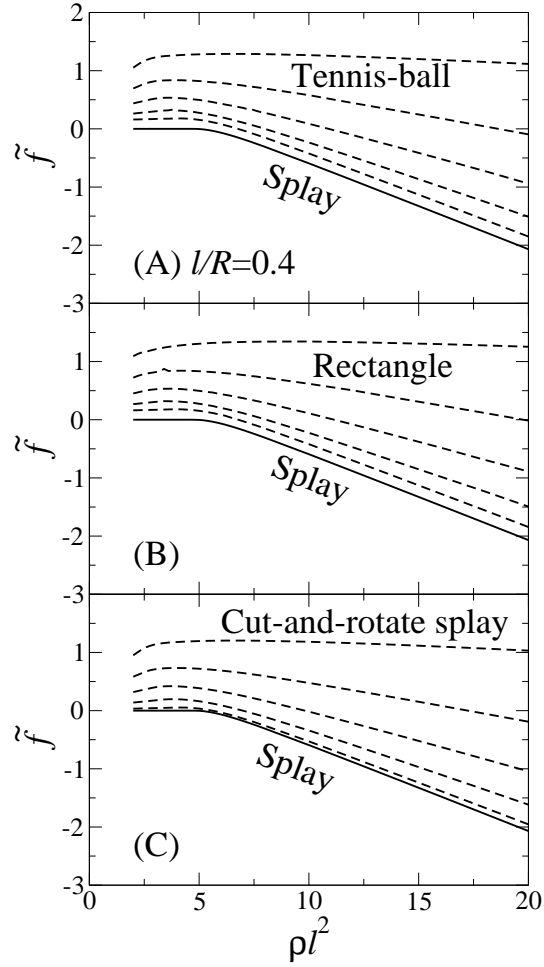 2
1
0
-1
-2
-3
f̃
Tennis-ball
Splay
(A) l/R=0.4
1
0
-1
-2
-3
f̃
Rectangle
Splay
(B)
1
0
-1
-2
-3
f̃
Cut-and-rotate splay
Splay
(C)
0 5 10 15 20
ρl²